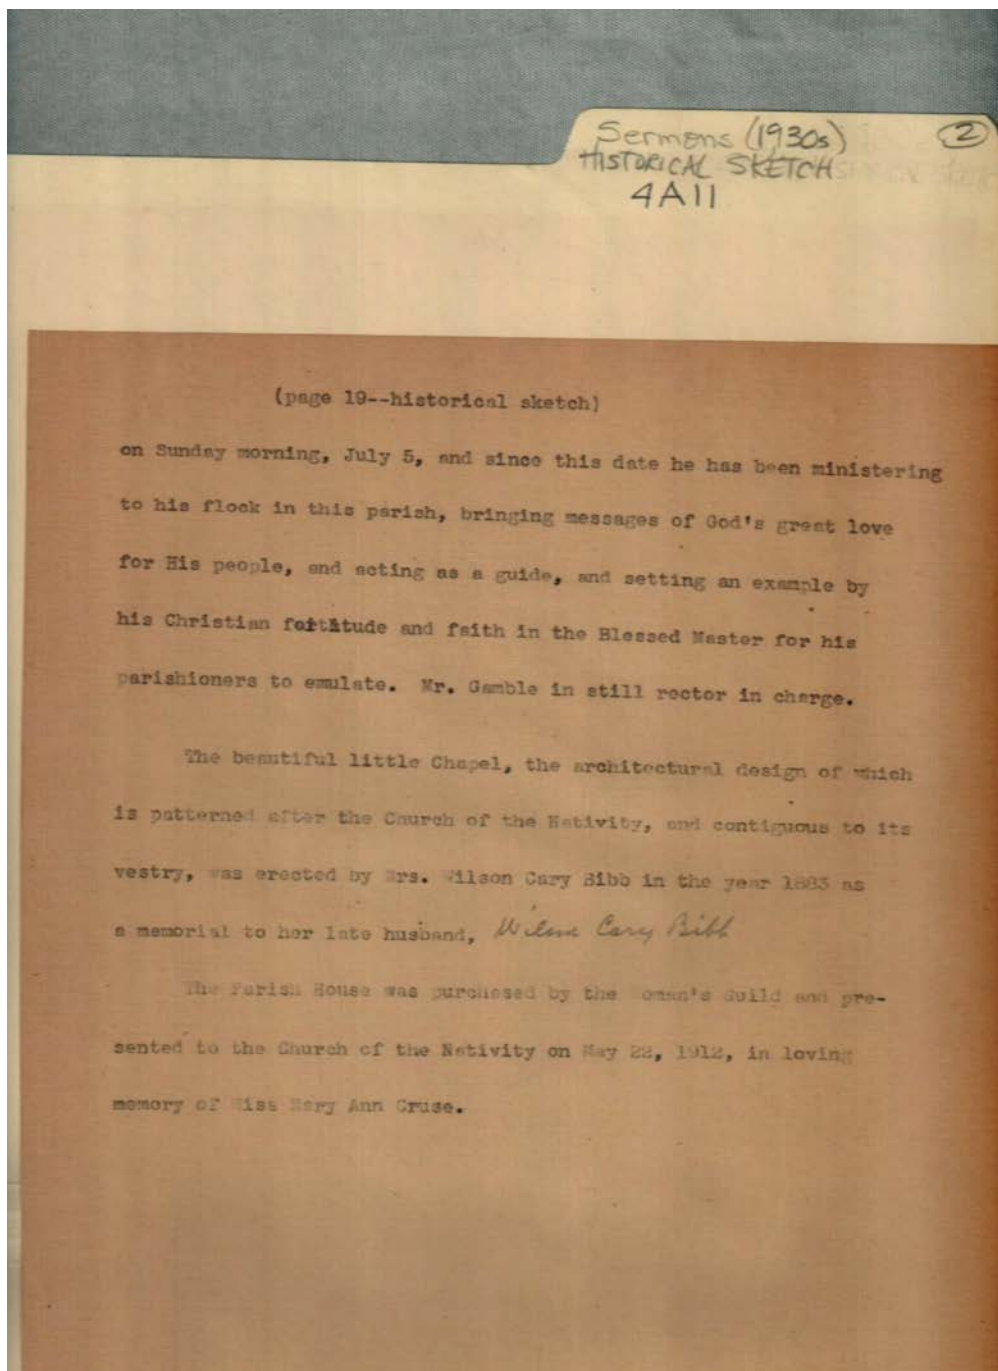 Sermons (1930s) 2
HISTORICAL SKETCH
4A11
(page 19--historical sketch)
on Sunday morning, July 5, and since this date he has been ministering
to his flock in this parish, bringing messages of God's great love
for His people, and acting as a guide, and setting an example by
his Christian fortitude and faith in the Blessed Master for his
parishioners to emulate. Mr. Gamble in still rector in charge.
The beautiful little Chapel, the architectural design of which
is patterned after the Church of the Nativity, and contiguous to its
vestry, was erected by Mrs. Wilson Cary Bibb in the year 1883 as
a memorial to her late husband, Wilson Cary Bibb
The Parish House was purchased by the Woman's Guild and pre-
sented to the Church of the Nativity on May 22, 1912, in loving
memory of Miss Mary Ann Cruse.